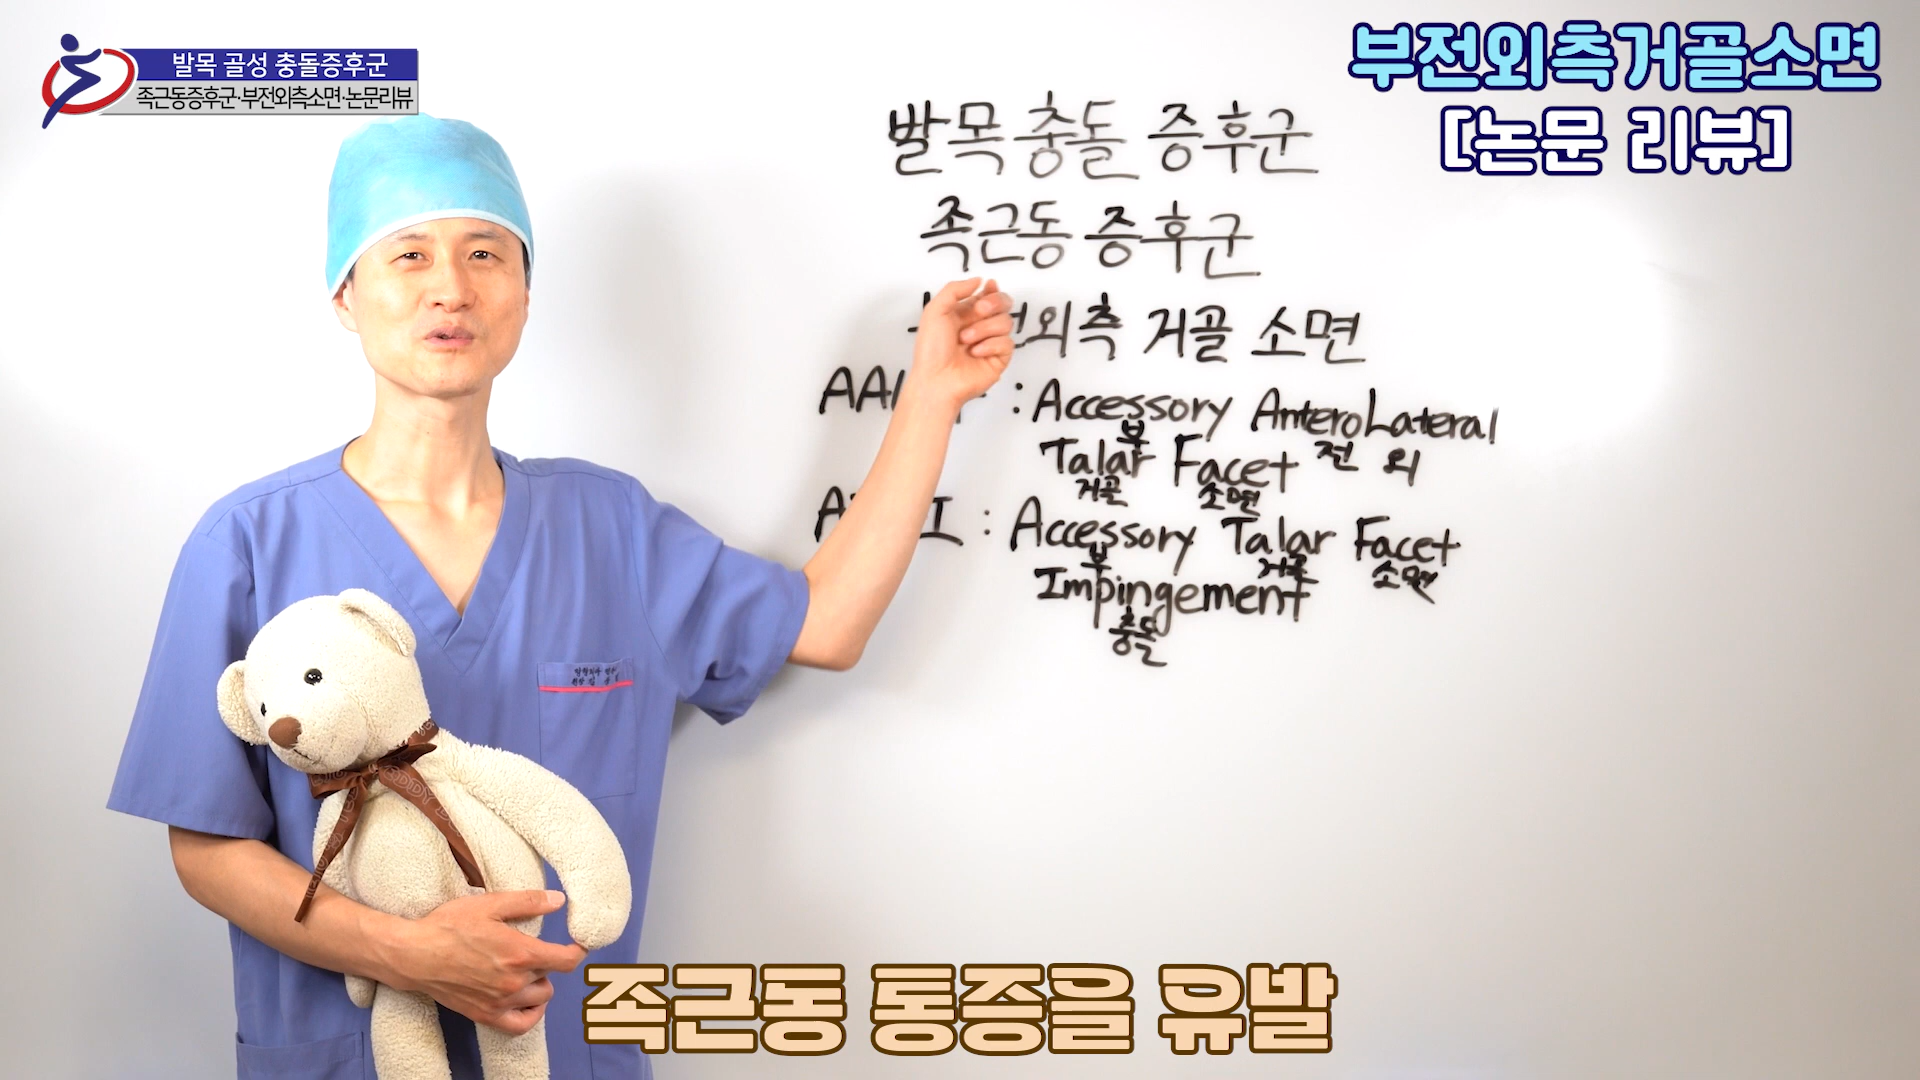 발목 골성 충돌증후군
족근동증후군·부전외측소면·논문리뷰
부전외측거골소면
[논문 리뷰]
발목 충돌 증후군
족근동 증후군
외측 거골 소면
: Accessory AnteroLateral
부 전 외
Talar Facet
거골 소면
I : Accessory Talar Facet
부 거골 소면
Impingement
충돌
족근동 통증을 유발